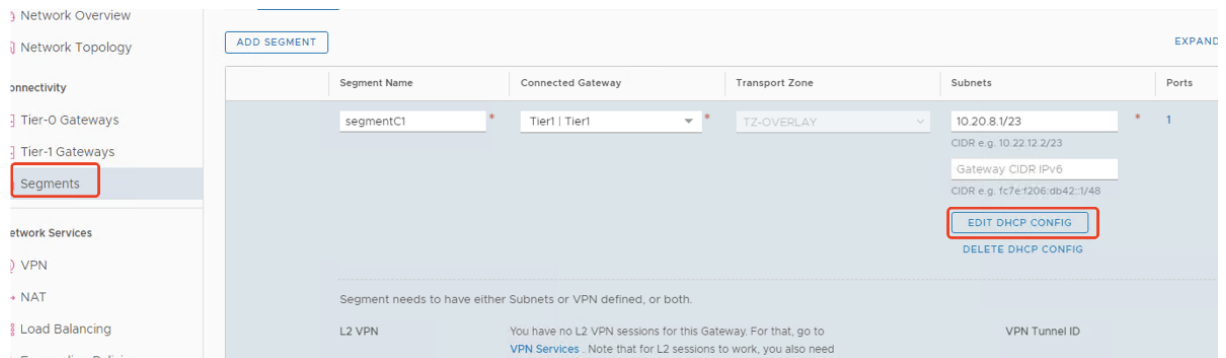 Network Overview
Network Topology
ADD SEGMENT
EXPAND
onnectivity
Tier-0 Gateways
Tier-1 Gateways
Segments
etwork Services
VPN
NAT
Load Balancing
Segment Name Connected Gateway Transport Zone Subnets Ports
segmentC1 * Tier1 | Tier1 * TZ-OVERLAY 10.20.8.1/23 * 1
CIDR e.g. 10.22.12.2/23
Gateway CIDR IPv6
CIDR e.g. fc7e:f206:db42::1/48
EDIT DHCP CONFIG
DELETE DHCP CONFIG
Segment needs to have either Subnets or VPN defined, or both.
L2 VPN You have no L2 VPN sessions for this Gateway. For that, go to VPN Tunnel ID
VPN Services . Note that for L2 sessions to work, you also need